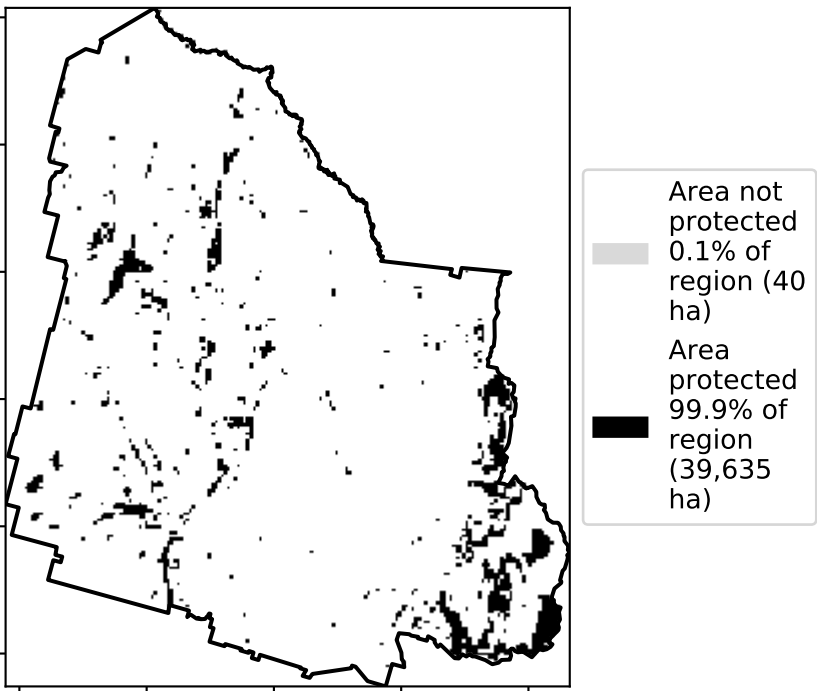 Area not
protected
0.1% of
region (40
ha)
Area
protected
99.9% of
region
(39,635
ha)